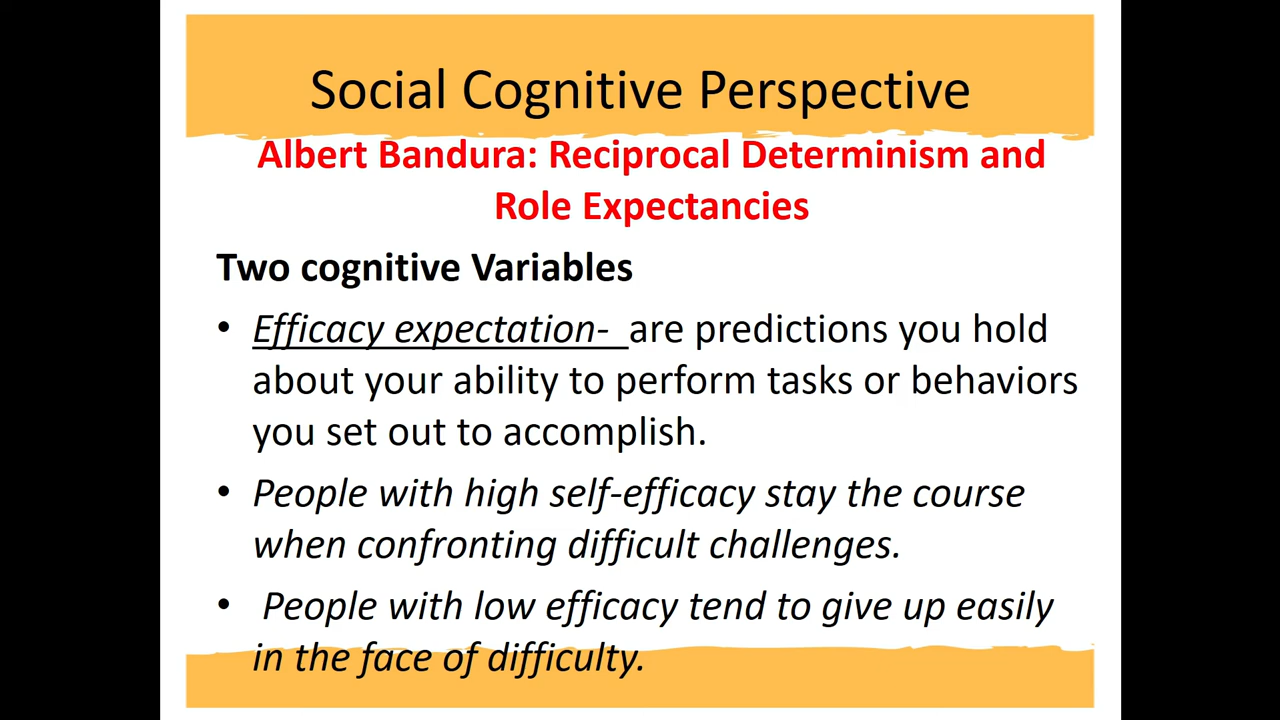 Social Cognitive Perspective
Albert Bandura: Reciprocal Determinism and
Role Expectancies
Two cognitive Variables
• Efficacy expectation- are predictions you hold
about your ability to perform tasks or behaviors
you set out to accomplish.
• People with high self-efficacy stay the course
when confronting difficult challenges.
• People with low efficacy tend to give up easily
in the face of difficulty.